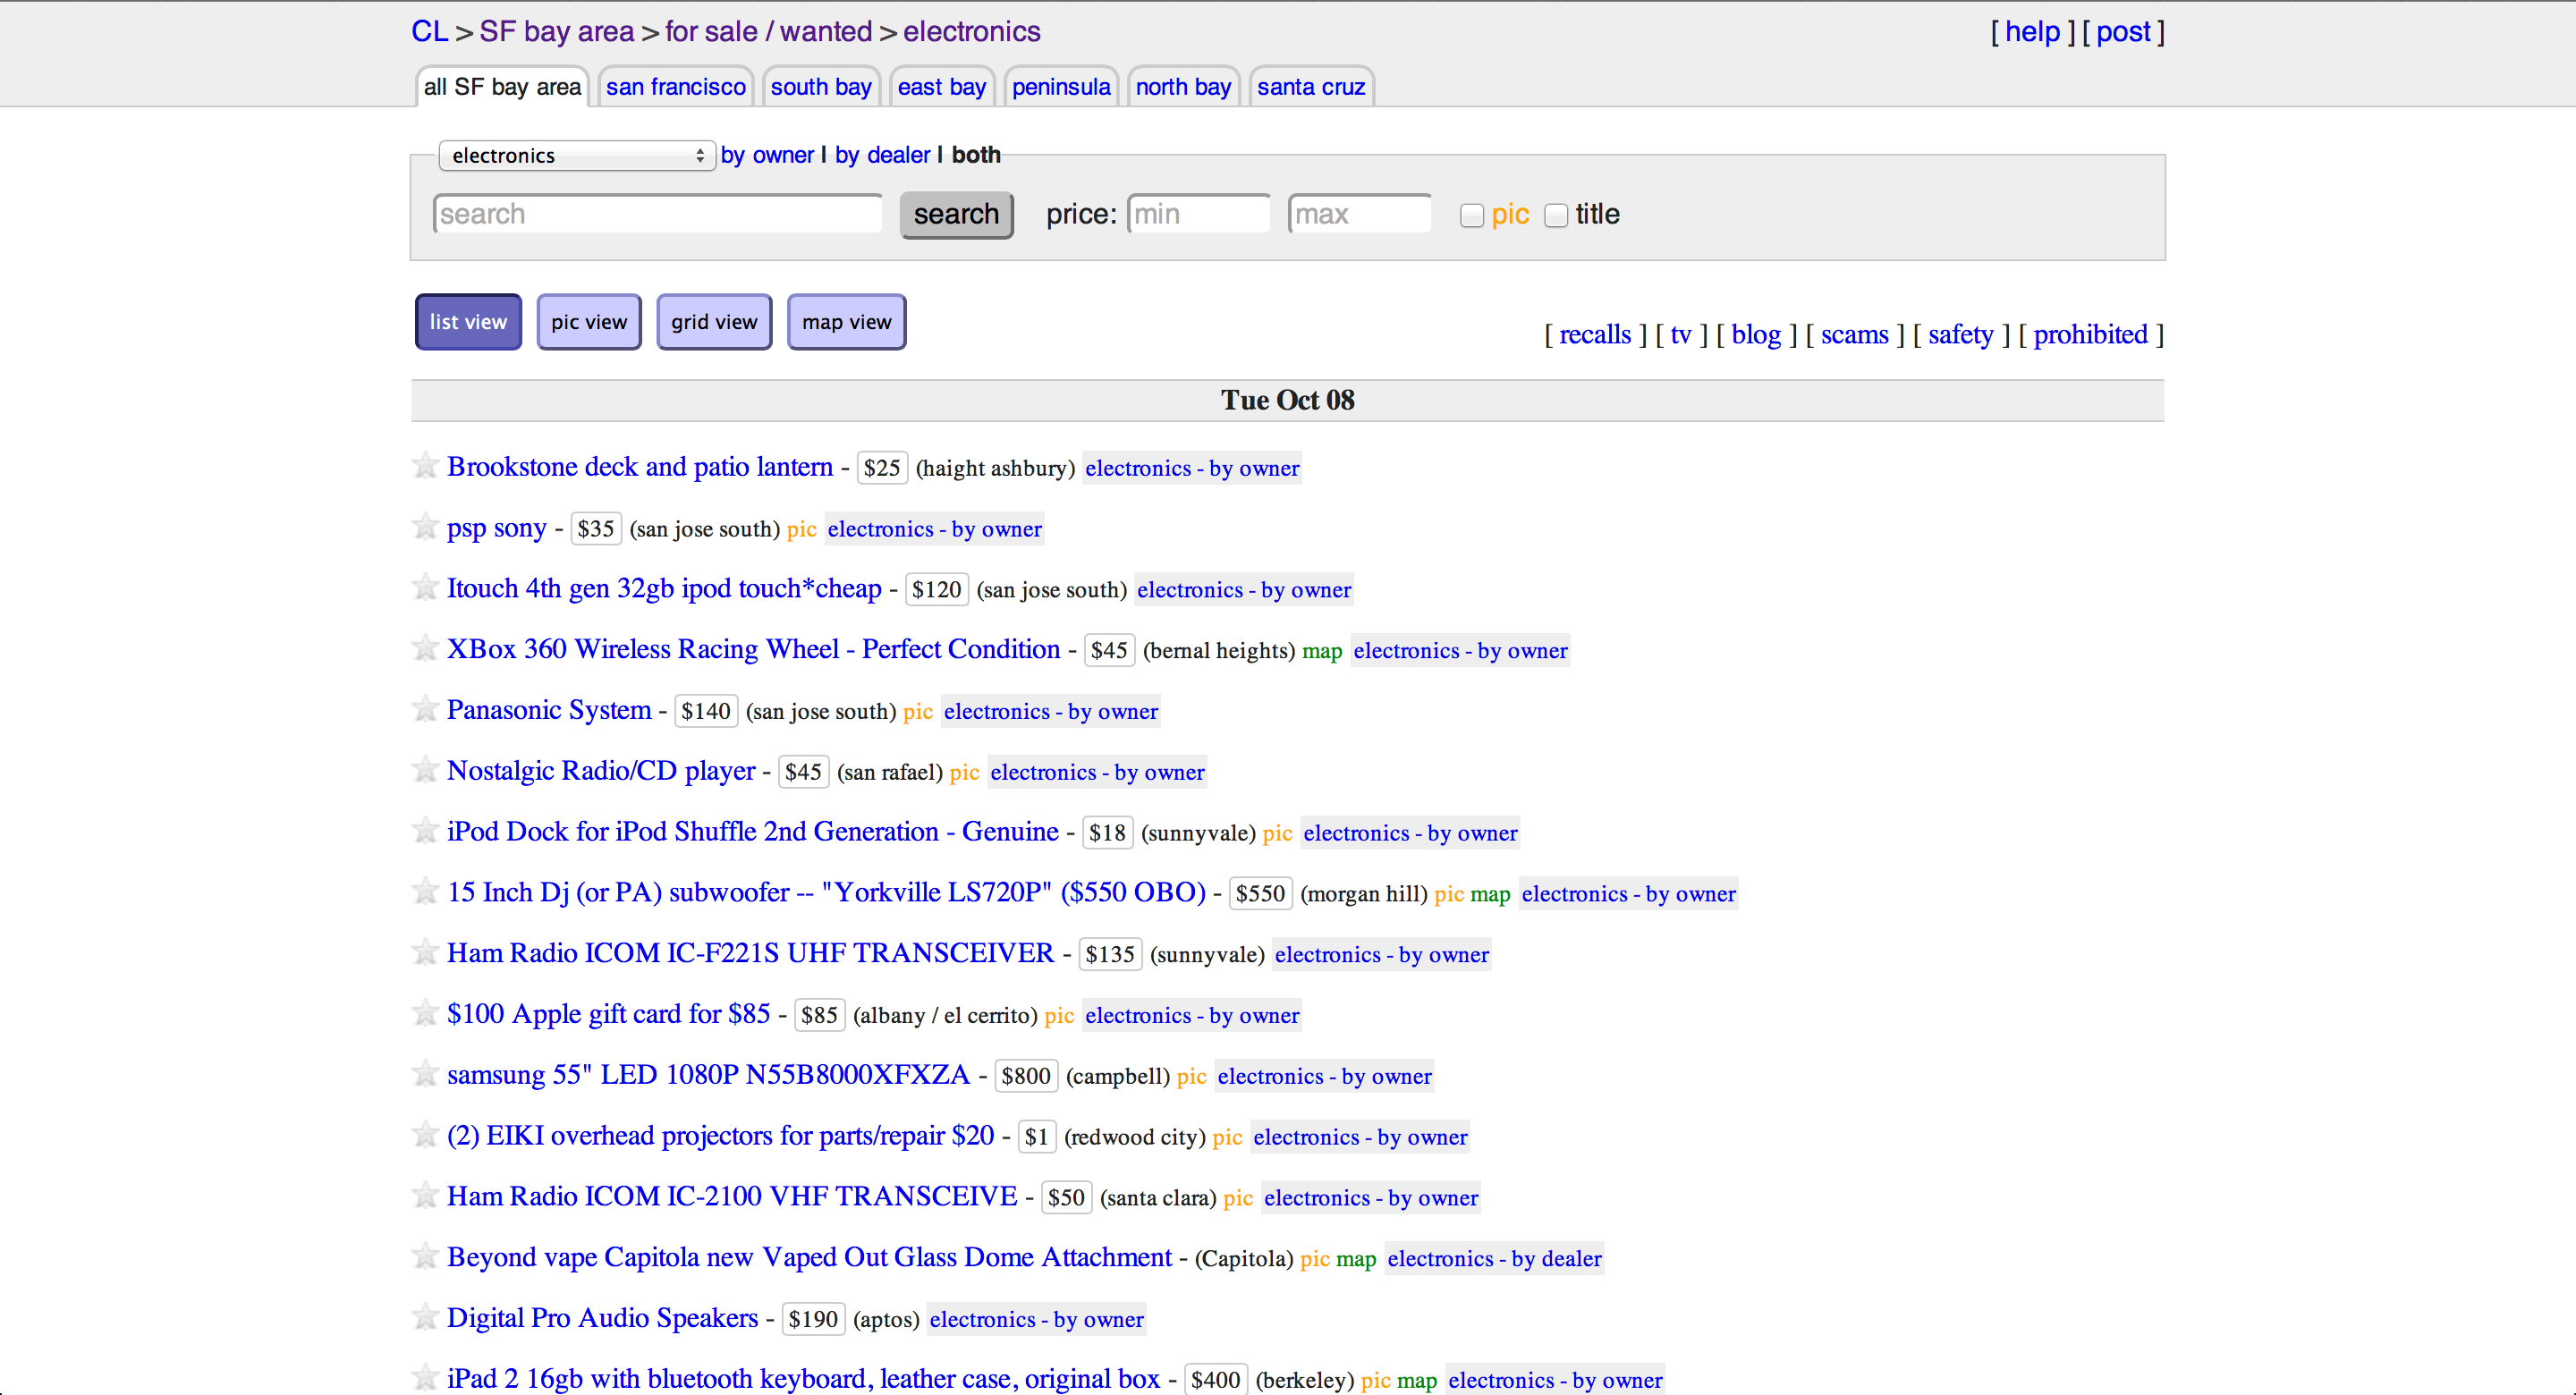 CL > SF bay area > for sale / wanted > electronics [ help ] [ post ]
all SF bay area san francisco south bay east bay peninsula north bay santa cruz
electronics by owner | by dealer | both
search search price: min max pic title
list view pic view grid view map view
[ recalls ] [ tv ] [ blog ] [ scams ] [ safety ] [ prohibited ]
Tue Oct 08
Brookstone deck and patio lantern - $25 (haight ashbury) electronics - by owner
psp sony - $35 (san jose south) pic electronics - by owner
Itouch 4th gen 32gb ipod touch*cheap - $120 (san jose south) electronics - by owner
XBox 360 Wireless Racing Wheel - Perfect Condition - $45 (bernal heights) map electronics - by owner
Panasonic System - $140 (san jose south) pic electronics - by owner
Nostalgic Radio/CD player - $45 (san rafael) pic electronics - by owner
iPod Dock for iPod Shuffle 2nd Generation - Genuine - $18 (sunnyvale) pic electronics - by owner
15 Inch Dj (or PA) subwoofer -- "Yorkville LS720P" ($550 OBO) - $550 (morgan hill) pic map electronics - by owner
Ham Radio ICOM IC-F221S UHF TRANSCEIVER - $135 (sunnyvale) electronics - by owner
$100 Apple gift card for $85 - $85 (albany / el cerrito) pic electronics - by owner
samsung 55" LED 1080P N55B8000XFXZA - $800 (campbell) pic electronics - by owner
(2) EIKI overhead projectors for parts/repair $20 - $1 (redwood city) pic electronics - by owner
Ham Radio ICOM IC-2100 VHF TRANSCEIVE - $50 (santa clara) pic electronics - by owner
Beyond vape Capitola new Vaped Out Glass Dome Attachment - (Capitola) pic map electronics - by dealer
Digital Pro Audio Speakers - $190 (aptos) electronics - by owner
iPad 2 16gb with bluetooth keyboard, leather case, original box - $400 (berkeley) pic map electronics - by owner